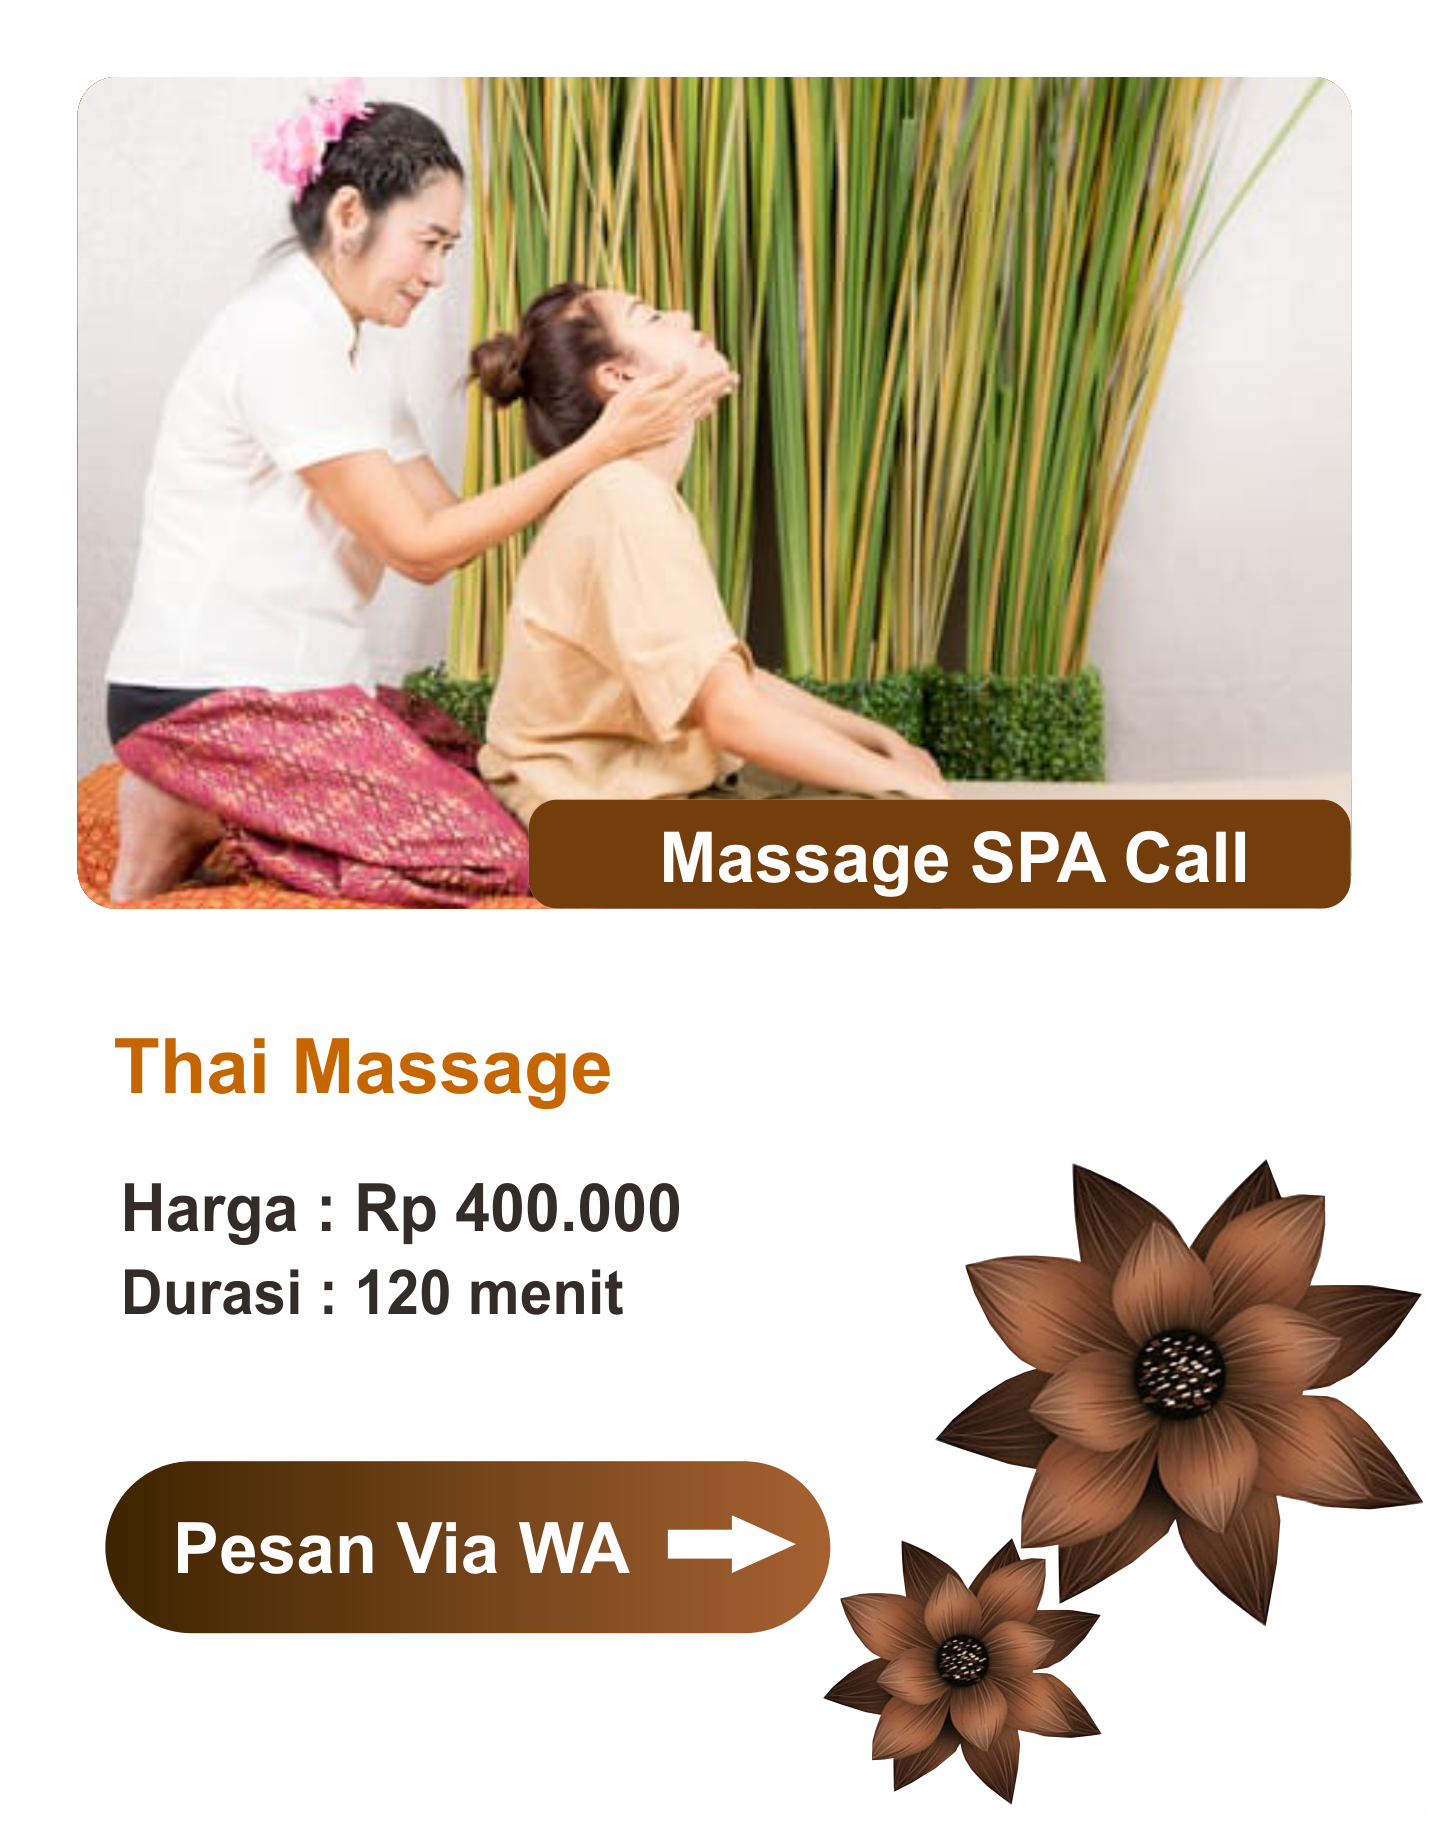 Massage SPA Call
Thai Massage
Harga : Rp 400.000
Durasi : 120 menit
Pesan Via WA